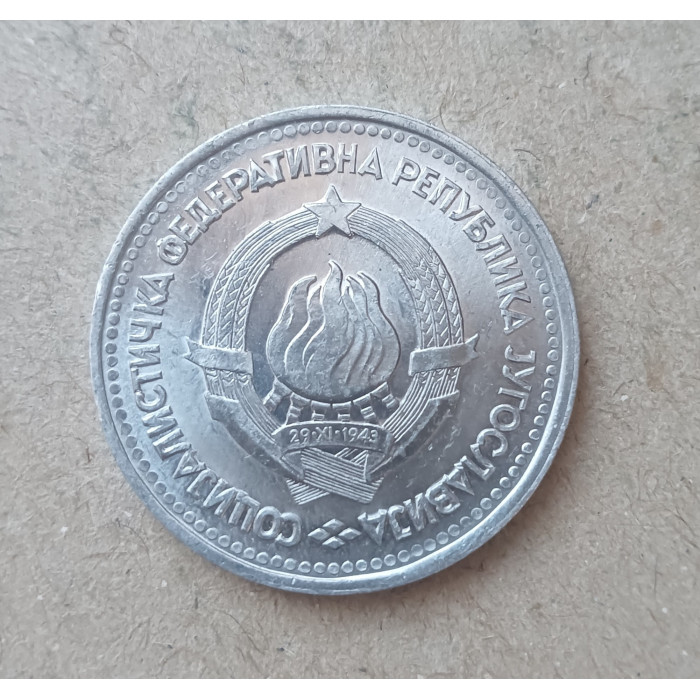 СОЦИЈАЛИСТИЧКА ФЕДЕРАТИВНА РЕПУБЛИКА ЈУГОСЛАВИЈА
29·XI·1943